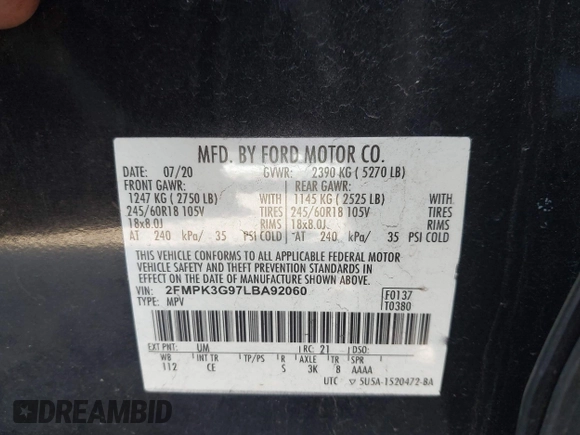 MFD. BY FORD MOTOR CO.
DATE: 07/20 GVWR: 2390 KG ( 5270 LB)
FRONT GAWR: REAR GAWR:
1247 KG ( 2750 LB) WITH 1145 KG ( 2525 LB) WITH
245/60R18 105V TIRES 245/60R18 105V TIRES
18x8.0J RIMS 18x8.0J RIMS
AT 240 kPa/ 35 PSI COLD AT 240 kPa/ 35 PSI COLD
THIS VEHICLE CONFORMS TO ALL APPLICABLE FEDERAL MOTOR
VEHICLE SAFETY AND THEFT PREVENTION STANDARDS IN
EFFECT ON THE DATE OF MANUFACTURE SHOWN ABOVE.
VIN: 2FMPK3G97LBA92060 F0137
TYPE: MPV T0380
EXT PNT: UM RC: 21 DSO:
WB INT TR TP/PS R AXLE TR SPR
112 CE S 3K 8 AAAA
UTC 5U5A-1520472-BA
DREAMBID